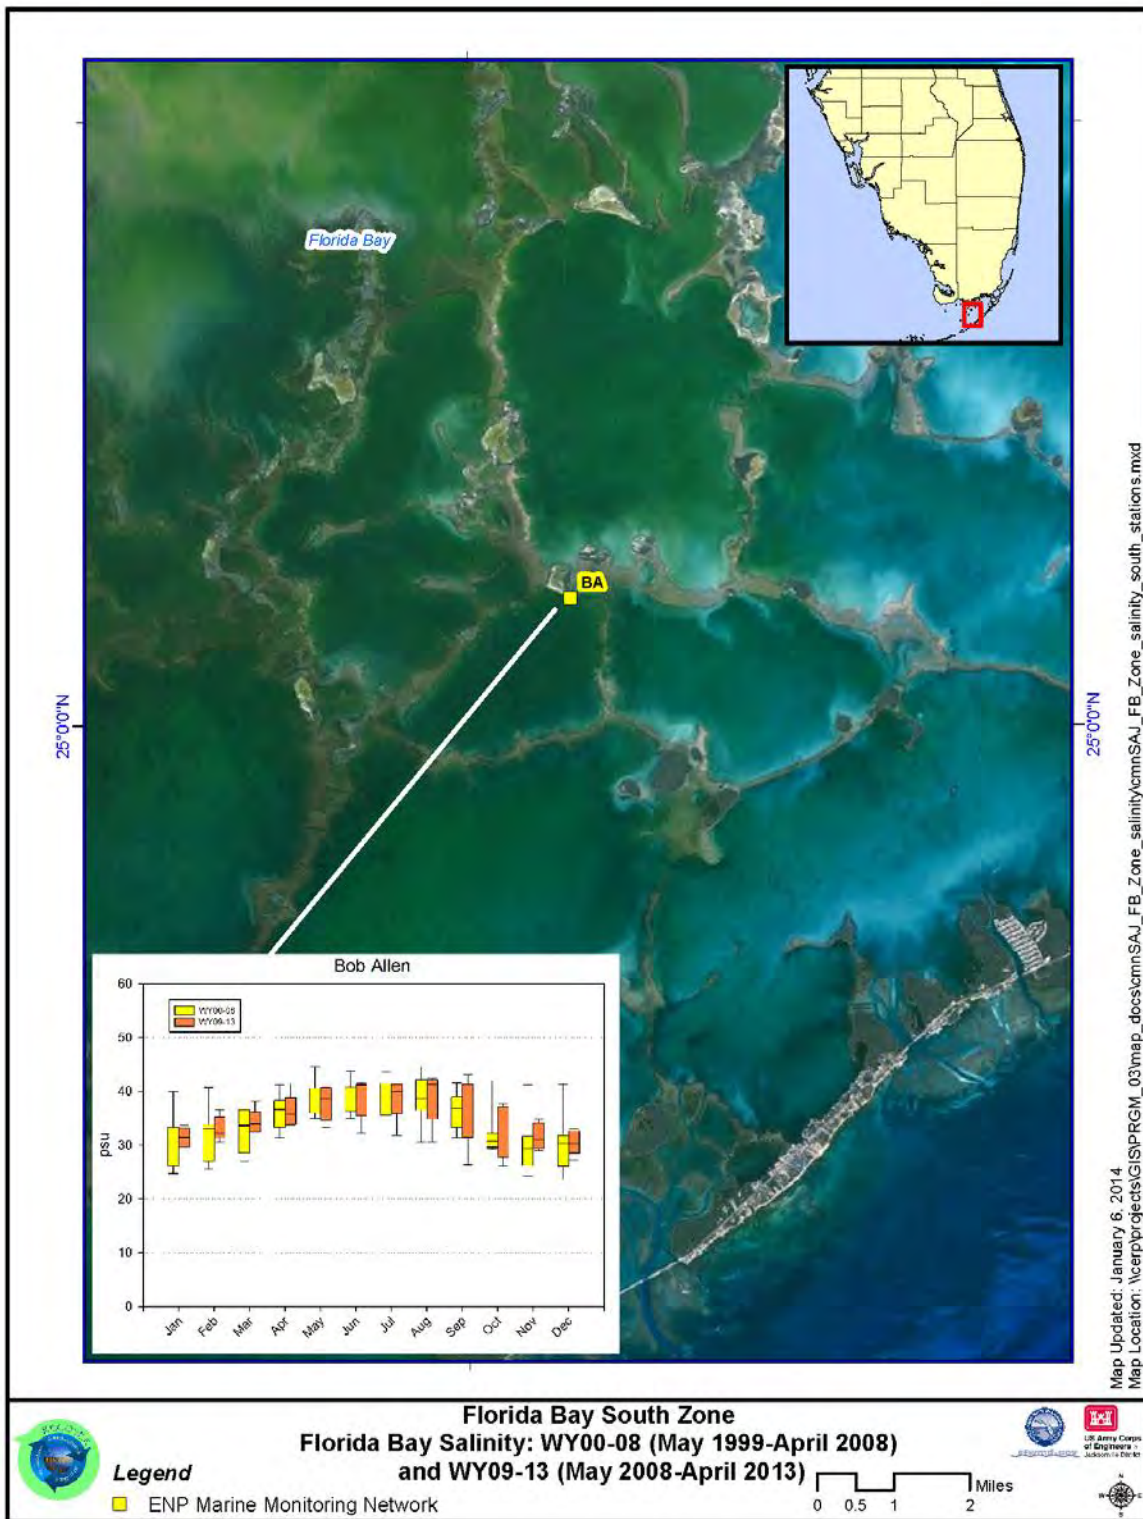 Florida Bay
BA
25°0'0"N
25°0'0"N
Bob Allen
60
50
40
30
20
10
0
psu
WY00-08
WY09-13
Jan
Feb
Mar
Apr
May
Jun
Jul
Aug
Sep
Oct
Nov
Dec
Map Updated: January 6, 2014
Map Location: \\cerp\projects\GIS\PRGM_03\map_docs\cmn\SAJ_FB_Zone_salinity\cmnSAJ_FB_Zone_salinity_south_stations.mxd
Florida Bay South Zone
Florida Bay Salinity: WY00-08 (May 1999-April 2008)
and WY09-13 (May 2008-April 2013)
Legend
ENP Marine Monitoring Network
Miles
0 0.5 1 2
US Army Corps
of Engineers
Jacksonville District
N
W
E
S